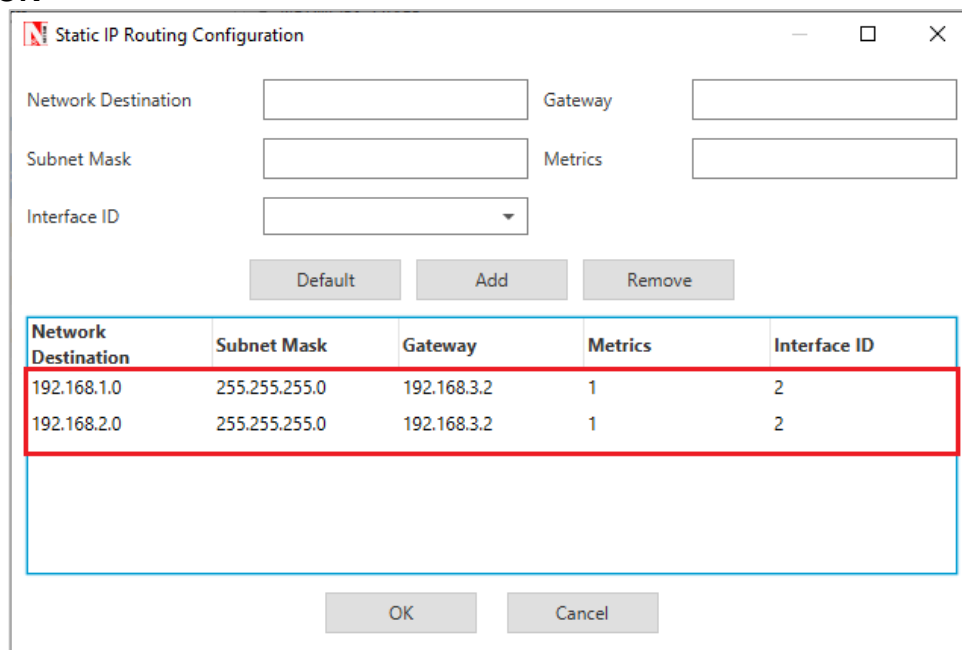 Static IP Routing Configuration
Network Destination Gateway
Subnet Mask Metrics
Interface ID
Default Add Remove
Network Destination Subnet Mask Gateway Metrics Interface ID
192.168.1.0 255.255.255.0 192.168.3.2 1 2
192.168.2.0 255.255.255.0 192.168.3.2 1 2
OK Cancel